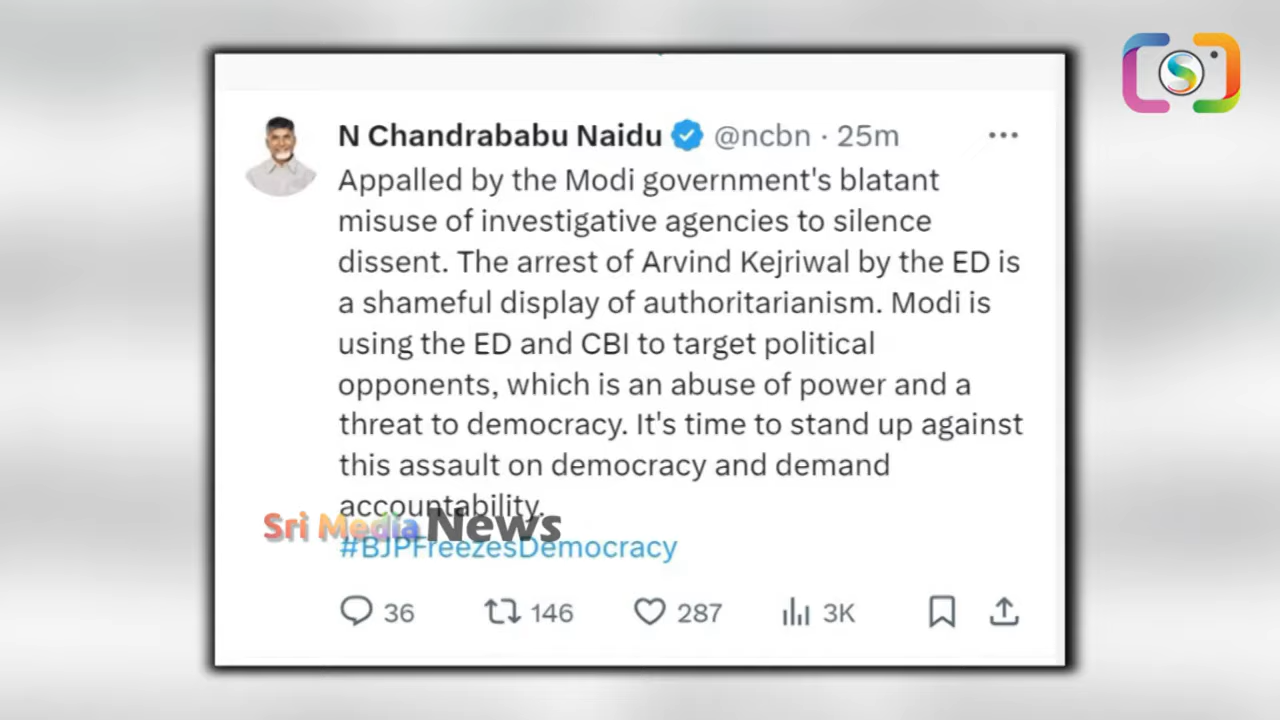 N Chandrababu Naidu @ncbn · 25m
Appalled by the Modi government's blatant
misuse of investigative agencies to silence
dissent. The arrest of Arvind Kejriwal by the ED is
a shameful display of authoritarianism. Modi is
using the ED and CBI to target political
opponents, which is an abuse of power and a
threat to democracy. It's time to stand up against
this assault on democracy and demand
accountability.
Sri Media News
#BJPFreezesDemocracy
36 146 287 3K
S